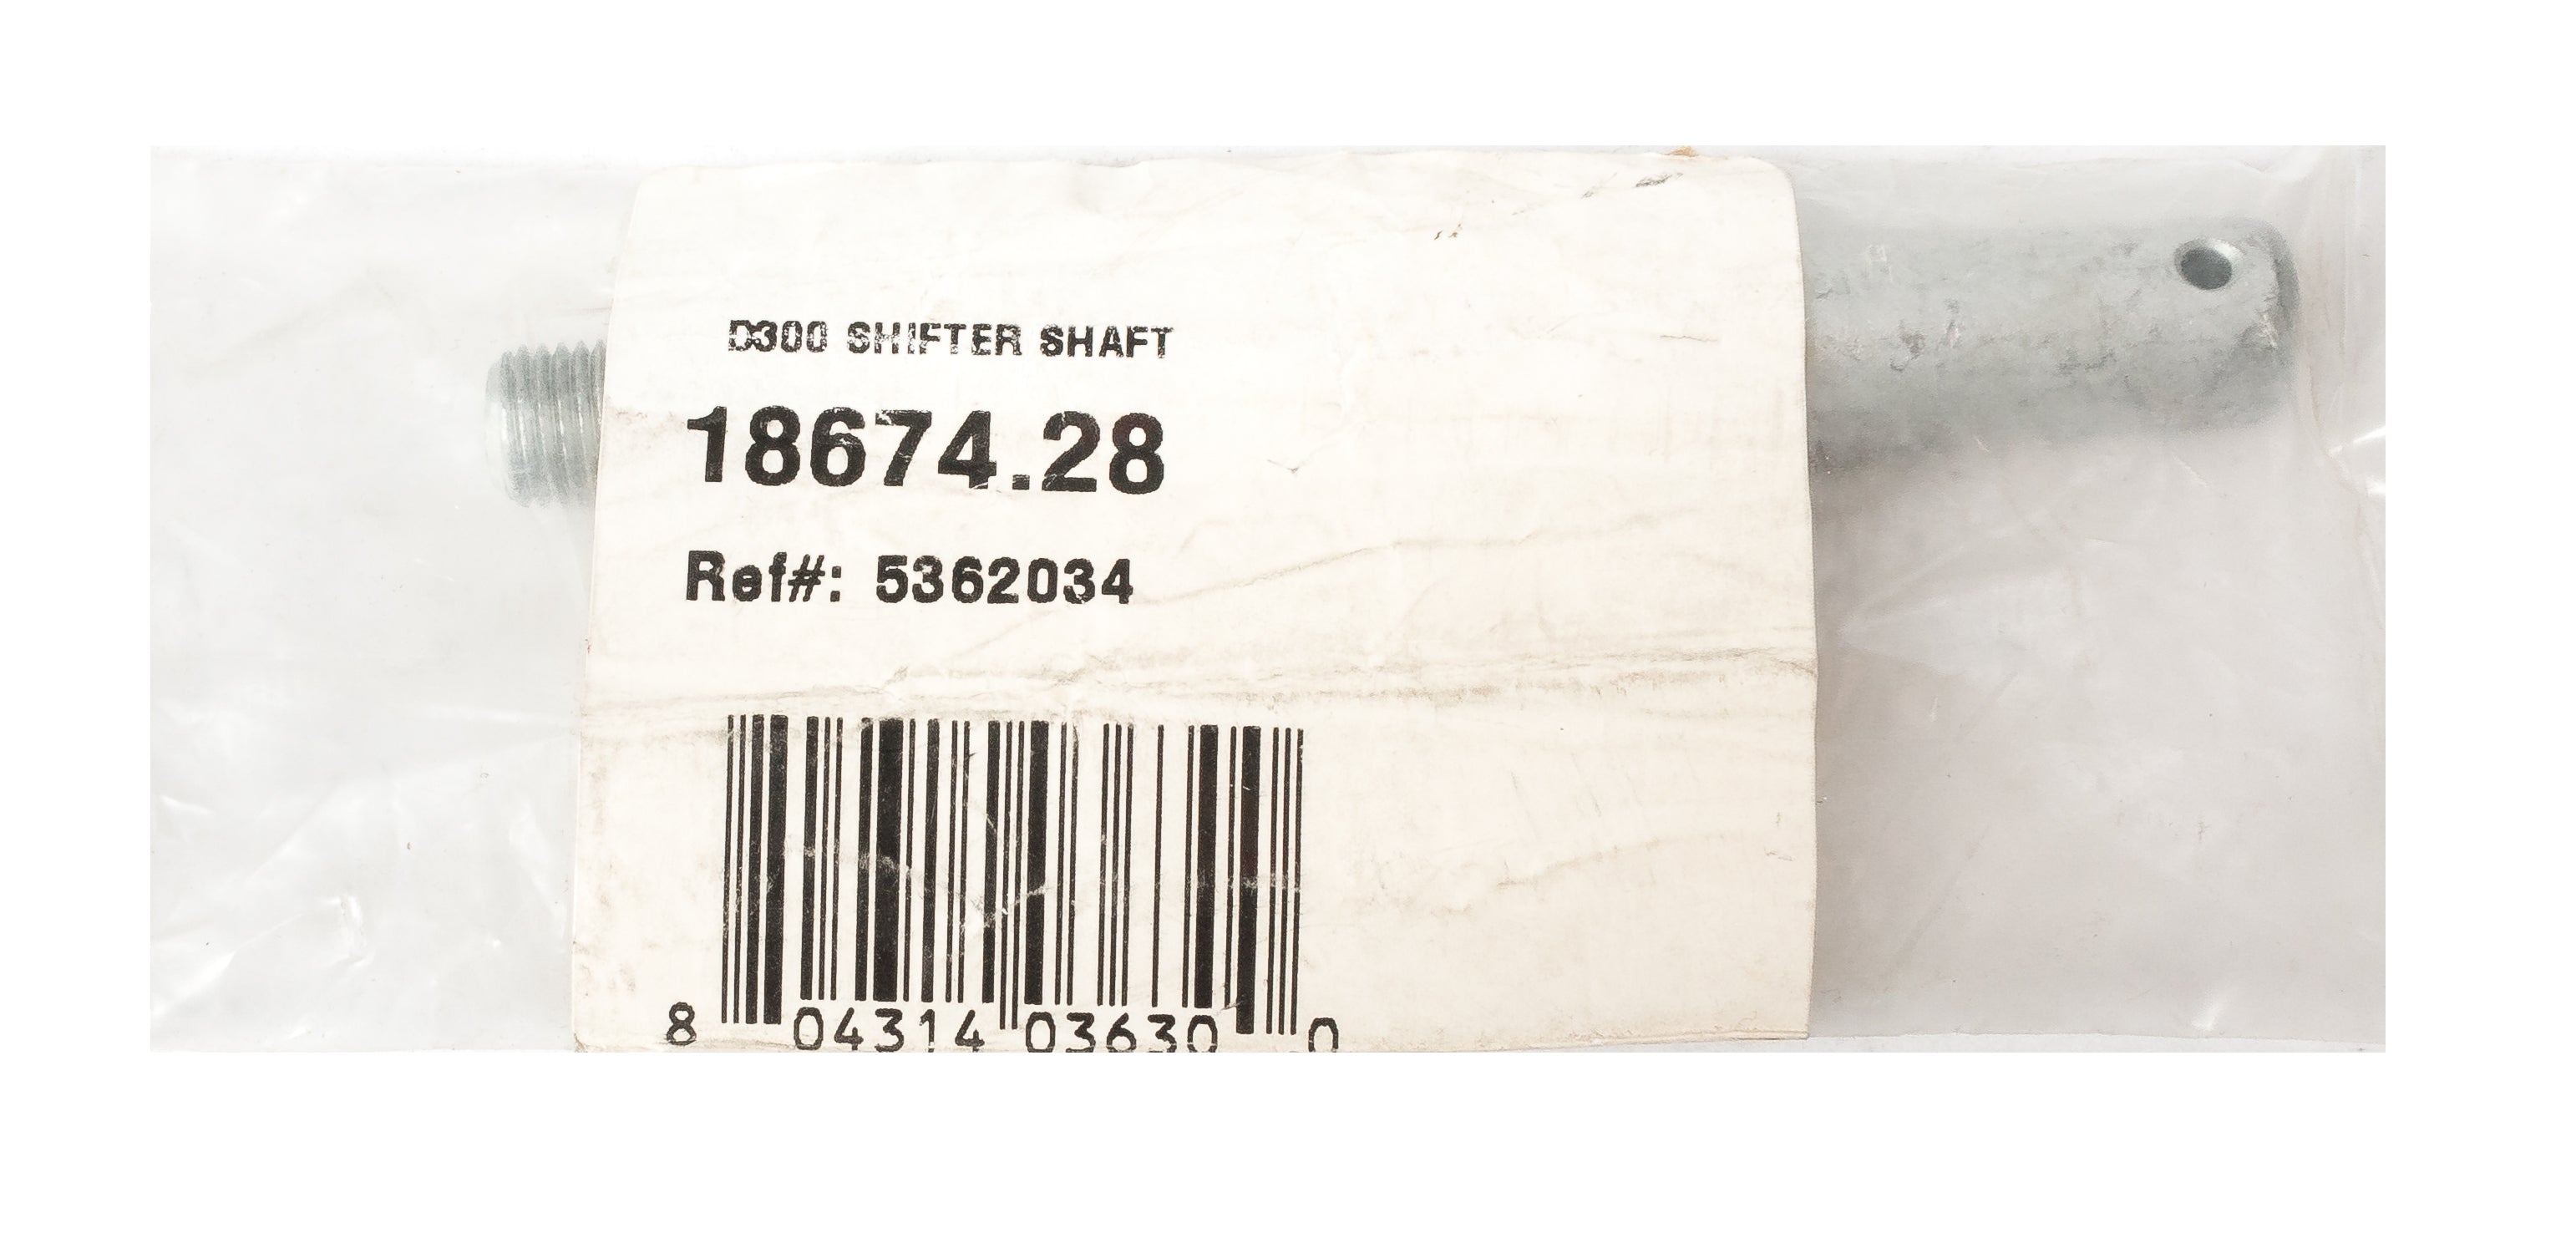 D300 SHIFTER SHAFT
18674.28
Ref#: 5362034
8 04314 03630 0